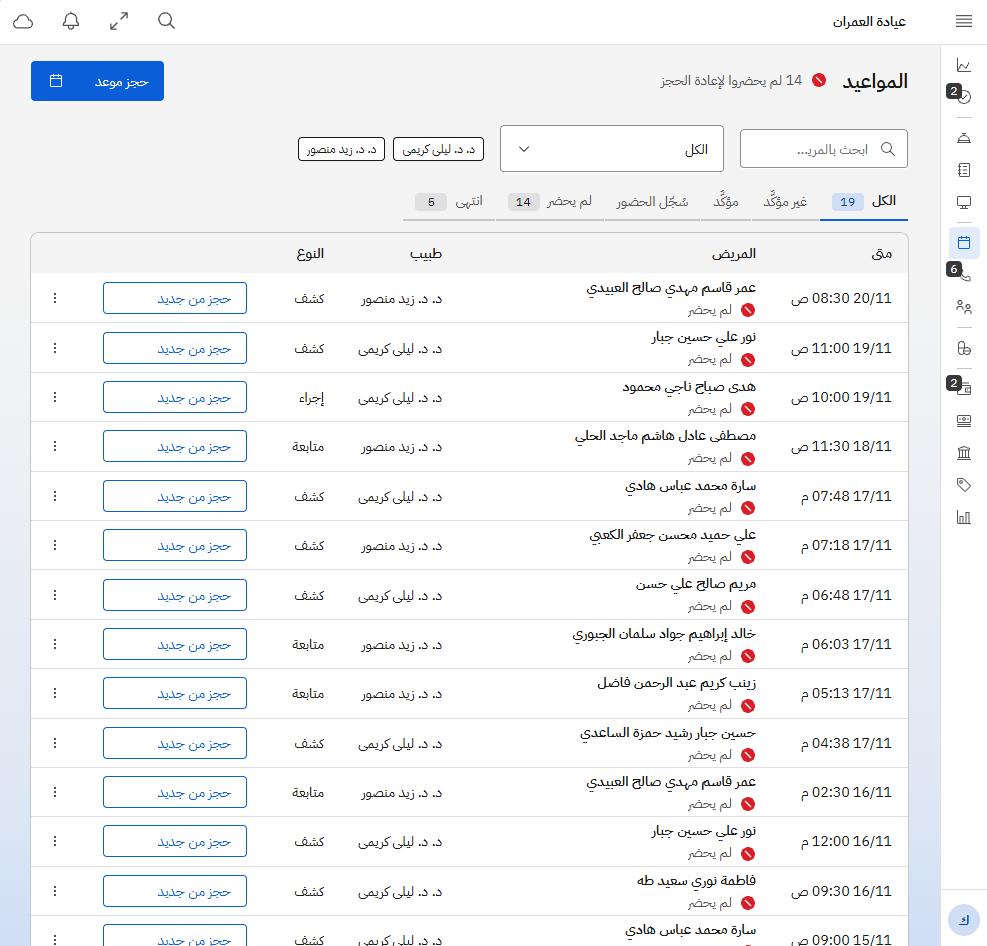 عيادة العمران
المواعيد
14 لم يحضروا لإعادة الحجز
حجز موعد
ابحث بالمريـ...
الكل
د. د. ليلى كريمي
د. د. زيد منصور
الكل 19
غير مؤكَّد
مؤكَّد
سُجّل الحضور
لم يحضر 14
انتهى 5
متى المريض طبيب النوع
20/11 08:30 ص عمر قاسم مهدي صالح العبيدي د. د. زيد منصور كشف حجز من جديد
لم يحضر
19/11 11:00 ص نور علي حسين جبار د. د. ليلى كريمي كشف حجز من جديد
لم يحضر
19/11 10:00 ص هدى صباح ناجي محمود د. د. ليلى كريمي إجراء حجز من جديد
لم يحضر
18/11 11:30 ص مصطفى عادل هاشم ماجد الحلي د. د. زيد منصور متابعة حجز من جديد
لم يحضر
17/11 07:48 م سارة محمد عباس هادي د. د. ليلى كريمي كشف حجز من جديد
لم يحضر
17/11 07:18 م علي حميد محسن جعفر الكعبي د. د. زيد منصور كشف حجز من جديد
لم يحضر
17/11 06:48 م مريم صالح علي حسن د. د. ليلى كريمي كشف حجز من جديد
لم يحضر
17/11 06:03 م خالد إبراهيم جواد سلمان الجبوري د. د. زيد منصور متابعة حجز من جديد
لم يحضر
17/11 05:13 م زينب كريم عبد الرحمن فاضل د. د. زيد منصور متابعة حجز من جديد
لم يحضر
17/11 04:38 م حسين جبار رشيد حمزة الساعدي د. د. ليلى كريمي كشف حجز من جديد
لم يحضر
16/11 02:30 م عمر قاسم مهدي صالح العبيدي د. د. زيد منصور متابعة حجز من جديد
لم يحضر
16/11 12:00 م نور علي حسين جبار د. د. ليلى كريمي كشف حجز من جديد
لم يحضر
16/11 09:30 ص فاطمة نوري سعيد طه د. د. ليلى كريمي كشف حجز من جديد
لم يحضر
15/11 09:00 ص سارة محمد عباس هادي د. د. ليلى كريمي كشف حجز من جديد
2
6
2
ك